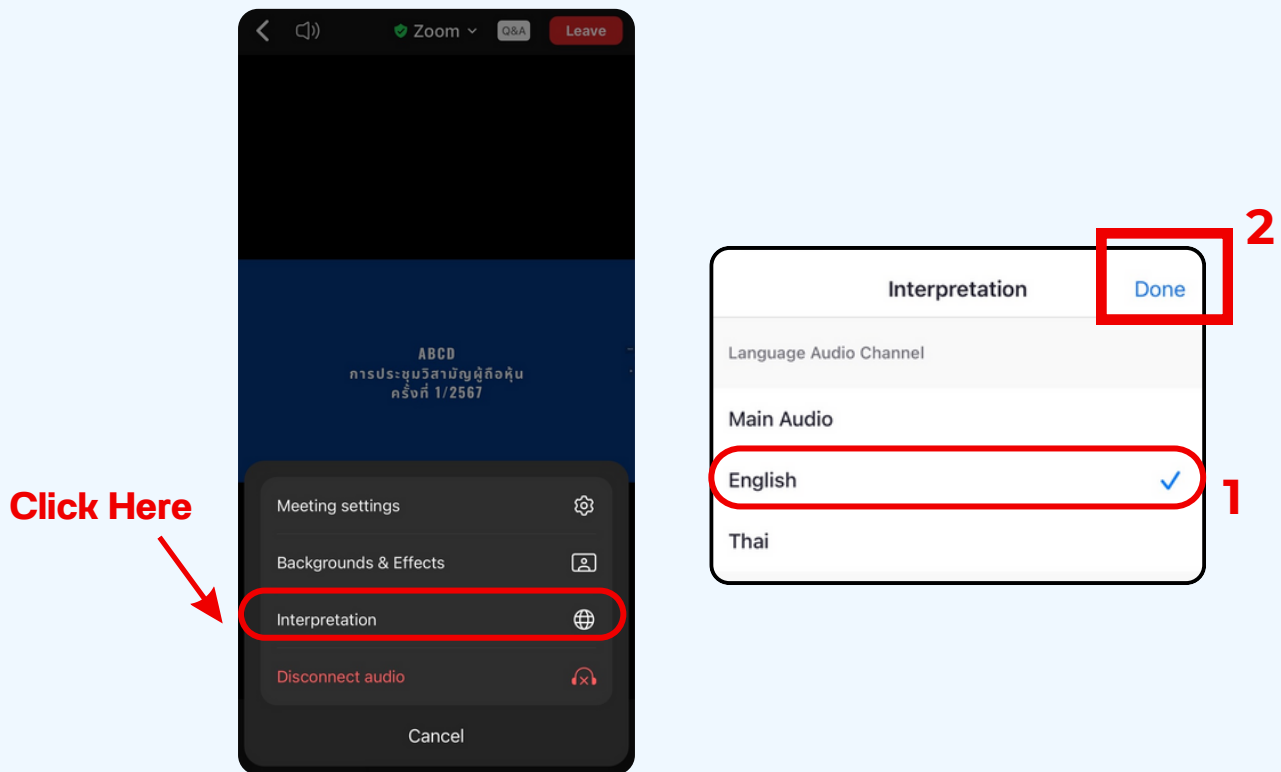 Zoom
Q&A
Leave
ABCD
การประชุมวิสามัญผู้ถือหุ้น
ครั้งที่ 1/2567
Click Here
Meeting settings
Backgrounds & Effects
Interpretation
Disconnect audio
Cancel
2
Interpretation
Done
Language Audio Channel
Main Audio
English
1
Thai